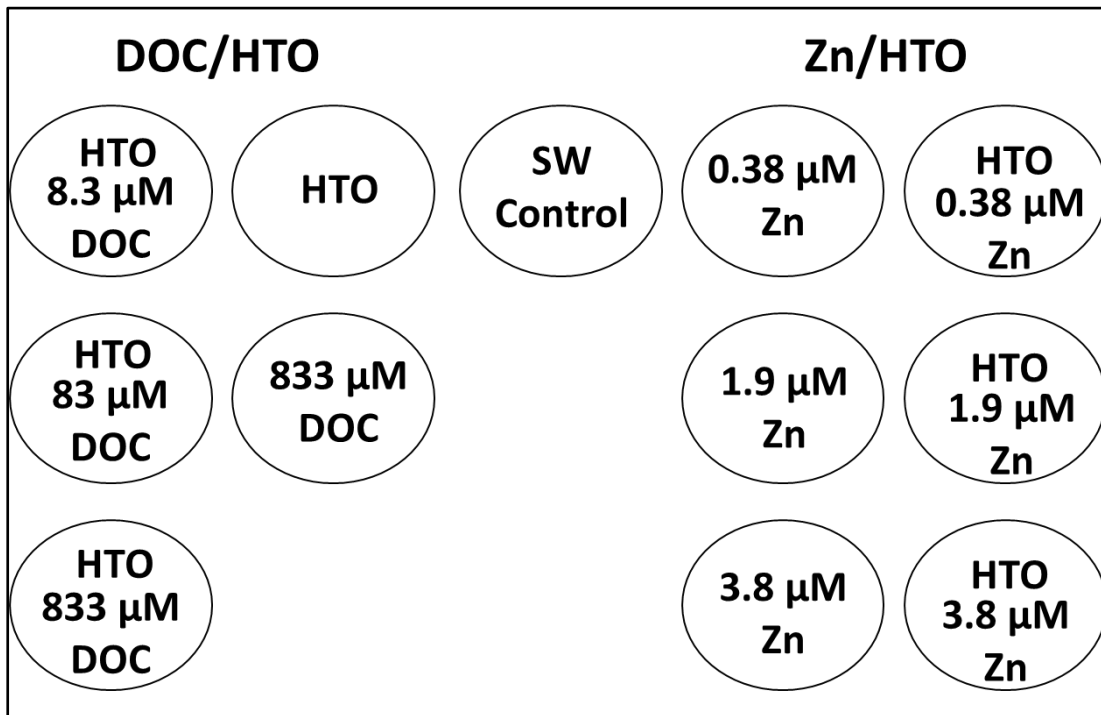 DOC/HTO
Zn/HTO
HTO
8.3 μM
DOC
HTO
SW
Control
0.38 μM
Zn
HTO
0.38 μM
Zn
HTO
83 μM
DOC
833 μM
DOC
1.9 μM
Zn
HTO
1.9 μM
Zn
HTO
833 μM
DOC
3.8 μM
Zn
HTO
3.8 μM
Zn